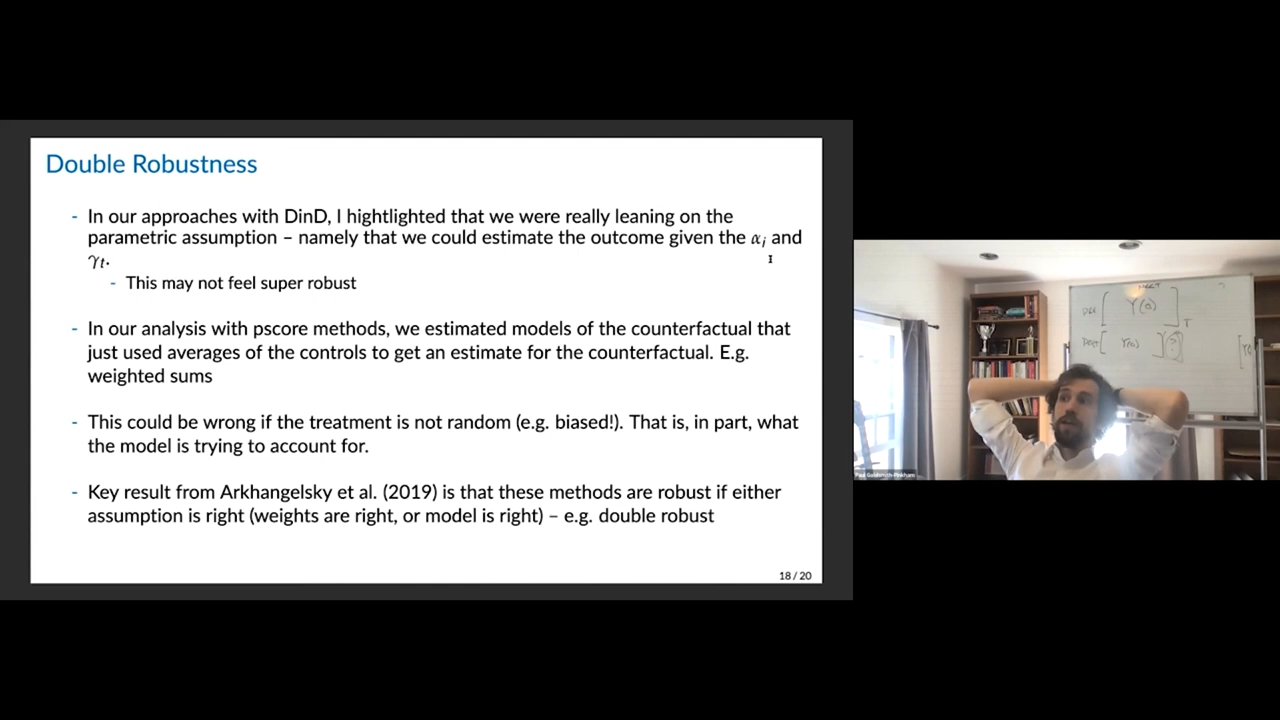 Double Robustness
- In our approaches with DinD, I hightlighted that we were really leaning on the
parametric assumption – namely that we could estimate the outcome given the αᵢ and
γₜ.
- This may not feel super robust
- In our analysis with pscore methods, we estimated models of the counterfactual that
just used averages of the controls to get an estimate for the counterfactual. E.g.
weighted sums
- This could be wrong if the treatment is not random (e.g. biased!). That is, in part, what
the model is trying to account for.
- Key result from Arkhangelsky et al. (2019) is that these methods are robust if either
assumption is right (weights are right, or model is right) – e.g. double robust
18 / 20
Y(0)
T
Y(0)
Paul Goldsmith-Pinkham